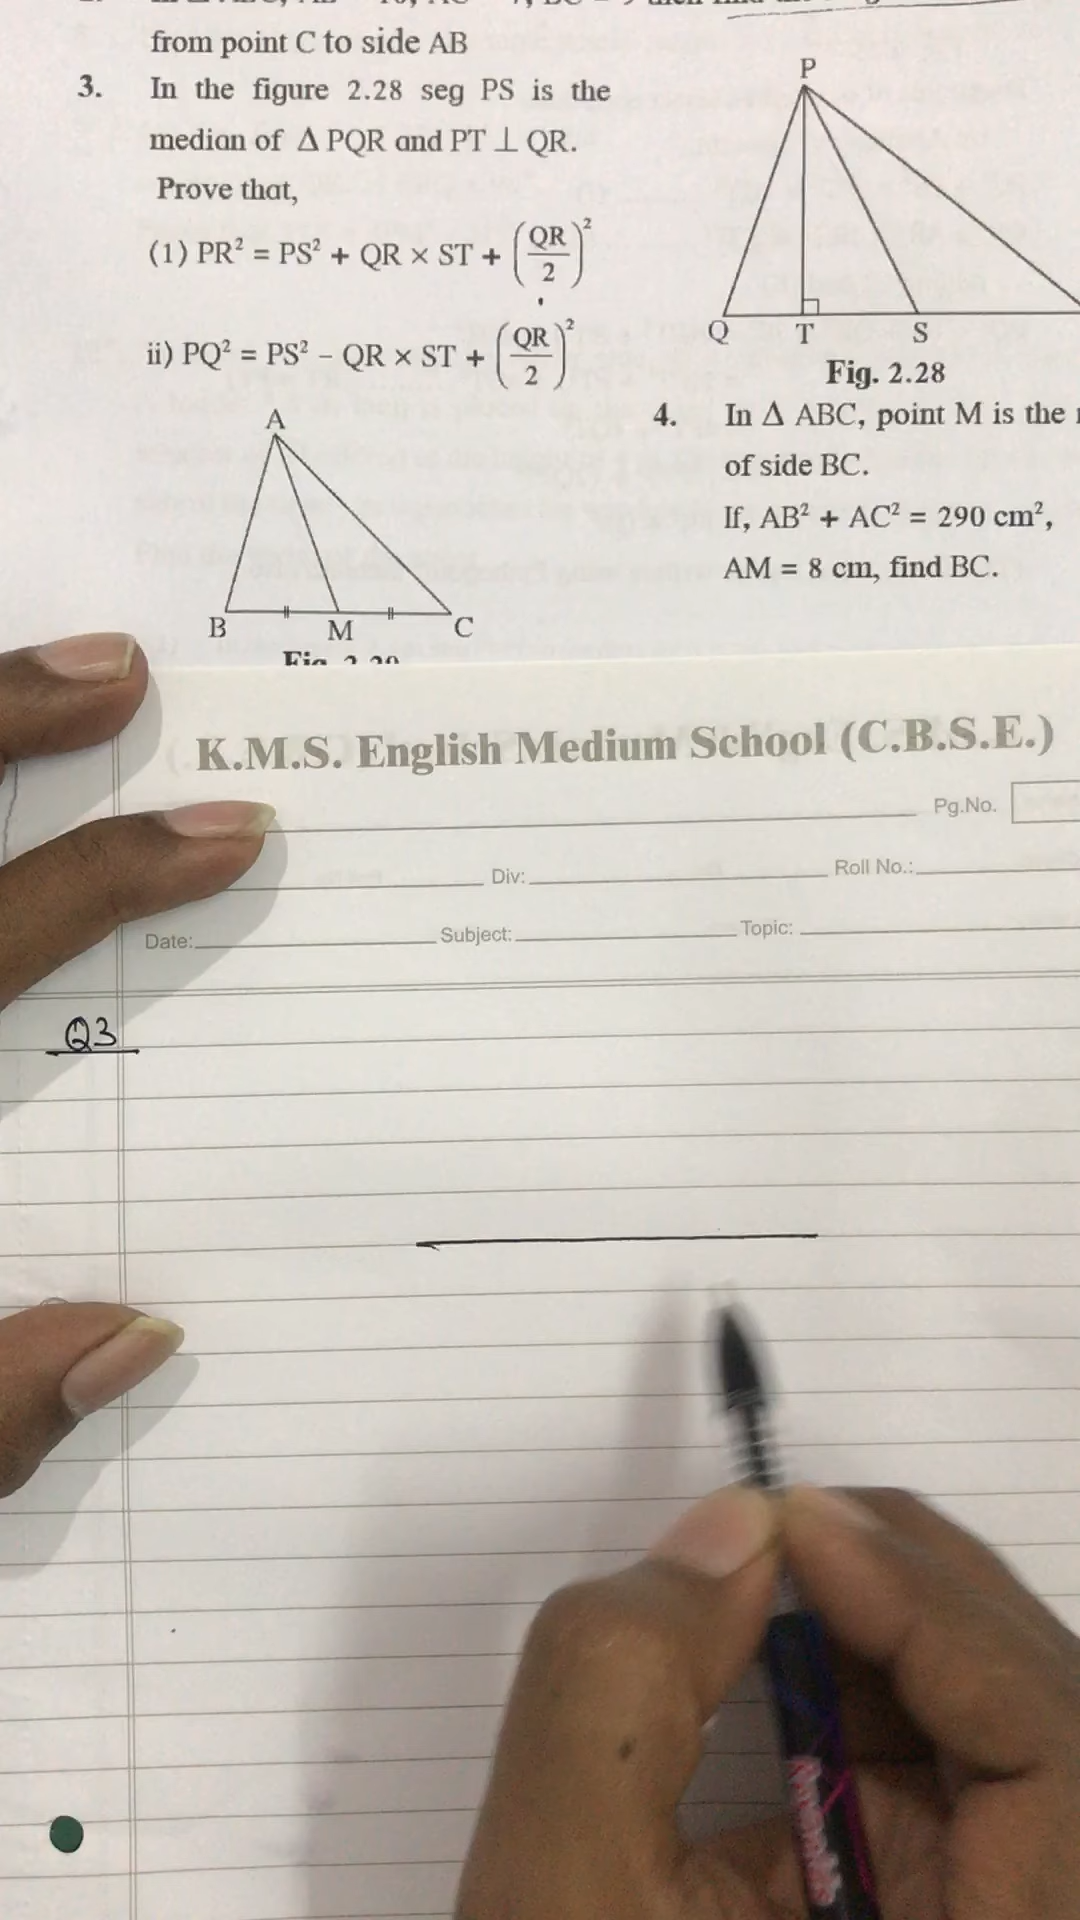 from point C to side AB
3. In the figure 2.28 seg PS is the
median of Δ PQR and PT ⊥ QR.
Prove that,
(1) PR² = PS² + QR × ST + (QR/2)²
ii) PQ² = PS² – QR × ST + (QR/2)²
P
Q T S
Fig. 2.28
A
B M C
4. In Δ ABC, point M is the
of side BC.
If, AB² + AC² = 290 cm²,
AM = 8 cm, find BC.
K.M.S. English Medium School (C.B.S.E.)
Pg.No.
Div: Roll No.:
Date: Subject: Topic:
Q3